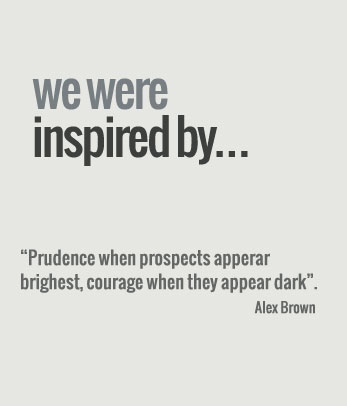 we were
inspired by...
“Prudence when prospects apperar
brighest, courage when they appear dark”.
Alex Brown